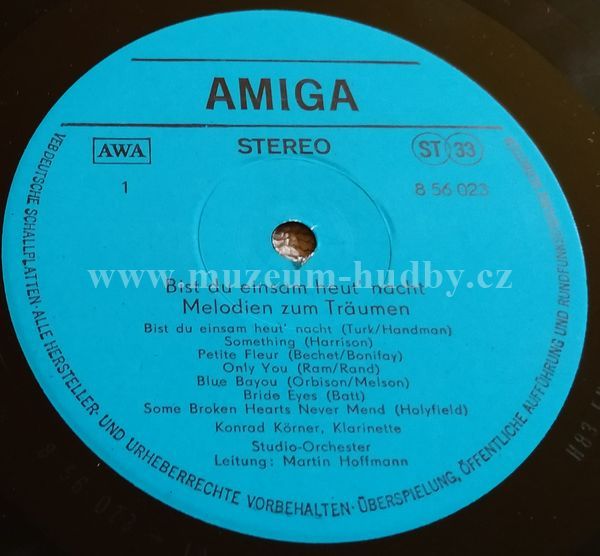 AMIGA
AWA
STEREO
ST 33
1
8 56 023
Bist du einsam heut' nacht
Melodien zum Träumen
Bist du einsam heut' nacht (Turk/Handman)
Something (Harrison)
Petite Fleur (Bechet/Bonifay)
Only You (Ram/Rand)
Blue Bayou (Orbison/Melson)
Bride Eyes (Batt)
Some Broken Hearts Never Mend (Holyfield)
Konrad Körner, Klarinette
Studio-Orchester
Leitung: Martin Hoffmann
VEB DEUTSCHE SCHALLPLATTEN · ALLE HERSTELLER- UND URHEBERRECHTE VORBEHALTEN · ÜBERSPIELUNG, ÖFFENTLICHE AUFFÜHRUNG UND RUNDFUNKSENDUNG
www.muzeum-hudby.cz